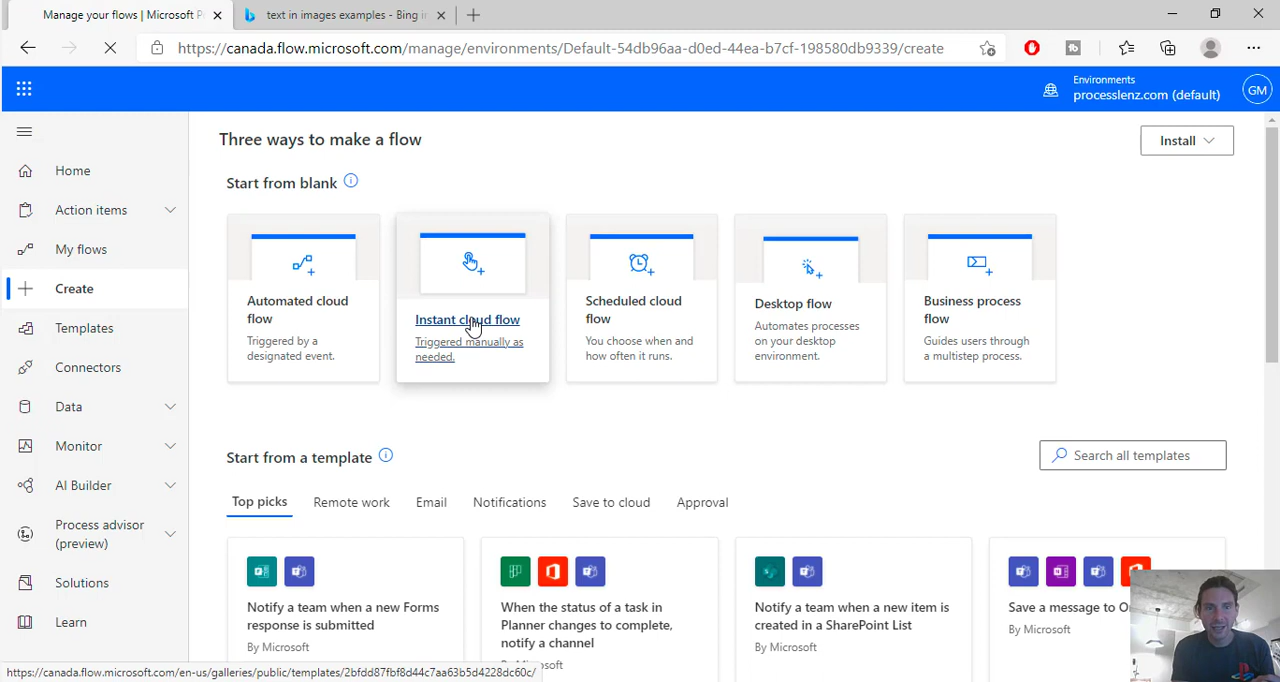 Manage your flows | Microsoft P
text in images examples - Bing i
https://canada.flow.microsoft.com/manage/environments/Default-54db96aa-d0ed-44ea-b7cf-198580db9339/create
Environments
processlenz.com (default)
GM
Home
Action items
My flows
Create
Templates
Connectors
Data
Monitor
AI Builder
Process advisor
(preview)
Solutions
Learn
Three ways to make a flow
Install
Start from blank
Automated cloud
flow
Triggered by a
designated event.
Instant cloud flow
Triggered manually as
needed.
Scheduled cloud
flow
You choose when and
how often it runs.
Desktop flow
Automates processes
on your desktop
environment.
Business process
flow
Guides users through
a multistep process.
Start from a template
Search all templates
Top picks
Remote work
Email
Notifications
Save to cloud
Approval
Notify a team when a new Forms
response is submitted
By Microsoft
When the status of a task in
Planner changes to complete,
notify a channel
By Microsoft
Notify a team when a new item is
created in a SharePoint List
By Microsoft
Save a message to O
By Microsoft
https://canada.flow.microsoft.com/en-us/galleries/public/templates/2bfdd87fbf8d44c7aa63b5d4228dc60c/